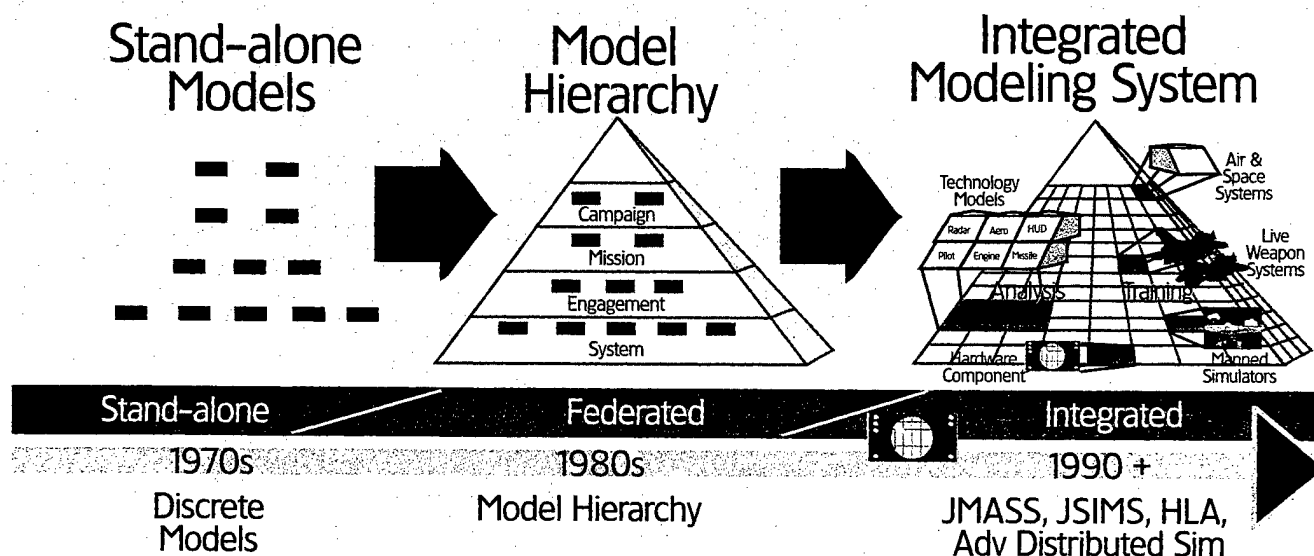 Stand-alone
Models
Model
Hierarchy
Integrated
Modeling System
Campaign
Mission
Engagement
System
Technology
Models
Radar Aero HUD
Pilot Engine Missile
Air &
Space
Systems
Live
Weapon
Systems
Analysis Training
Hardware
Component
Manned
Simulators
Stand-alone Federated Integrated
1970s 1980s 1990 +
Discrete
Models
Model Hierarchy
JMASS, JSIMS, HLA,
Adv Distributed Sim